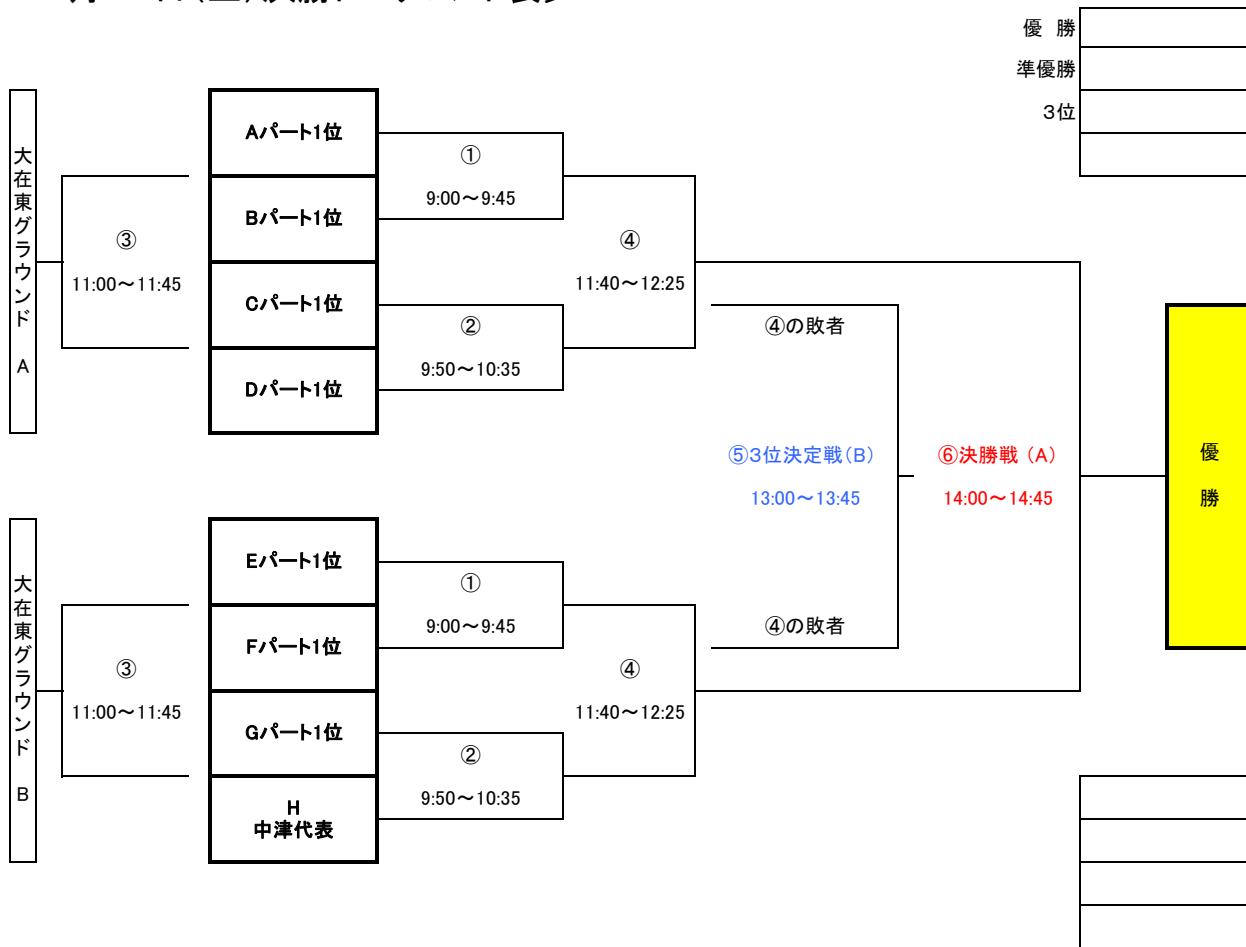 優 勝
準優勝
3位
大在東グラウンド A
③
11:00～11:45
Aパート1位
Bパート1位
Cパート1位
Dパート1位
①
9:00～9:45
②
9:50～10:35
④
11:40～12:25
④の敗者
⑤3位決定戦(B)
13:00～13:45
⑥決勝戦 (A)
14:00～14:45
優
勝
大在東グラウンド B
③
11:00～11:45
Eパート1位
Fパート1位
Gパート1位
H
中津代表
①
9:00～9:45
②
9:50～10:35
④
11:40～12:25
④の敗者